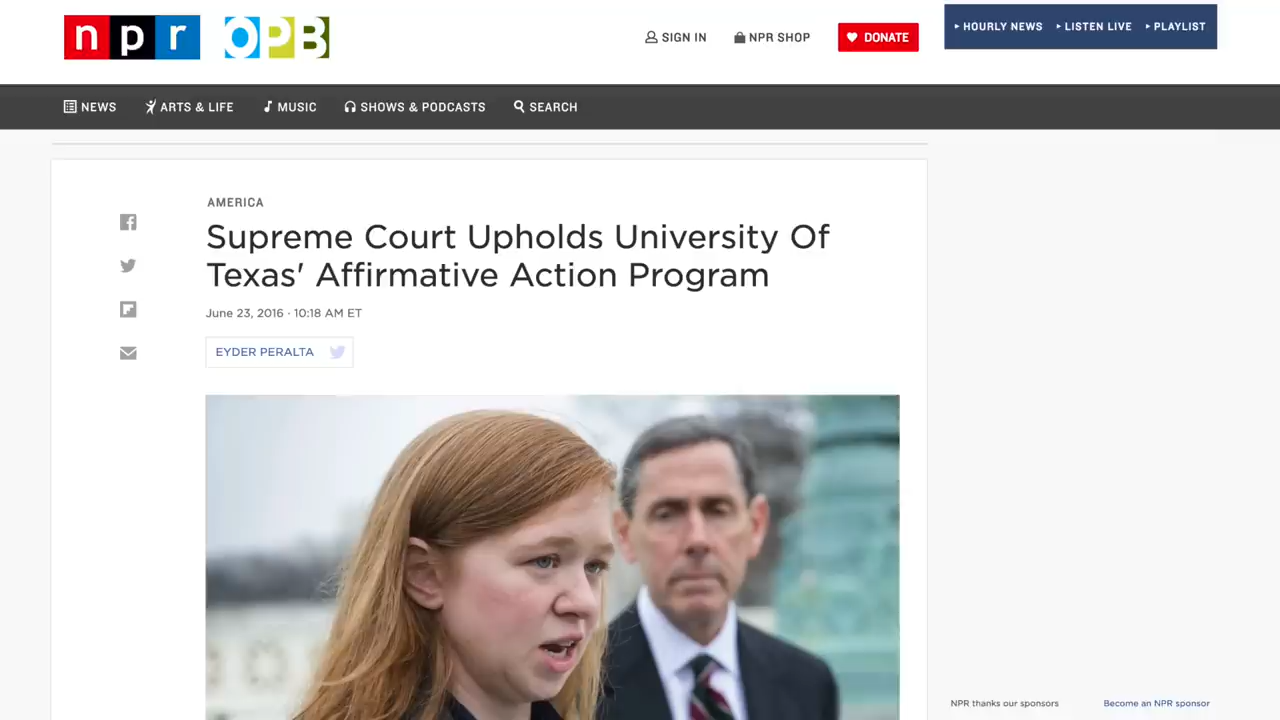 npr OPB
SIGN IN NPR SHOP DONATE HOURLY NEWS LISTEN LIVE PLAYLIST
NEWS ARTS & LIFE MUSIC SHOWS & PODCASTS SEARCH
AMERICA
Supreme Court Upholds University Of
Texas' Affirmative Action Program
June 23, 2016 · 10:18 AM ET
EYDER PERALTA
NPR thanks our sponsors Become an NPR sponsor